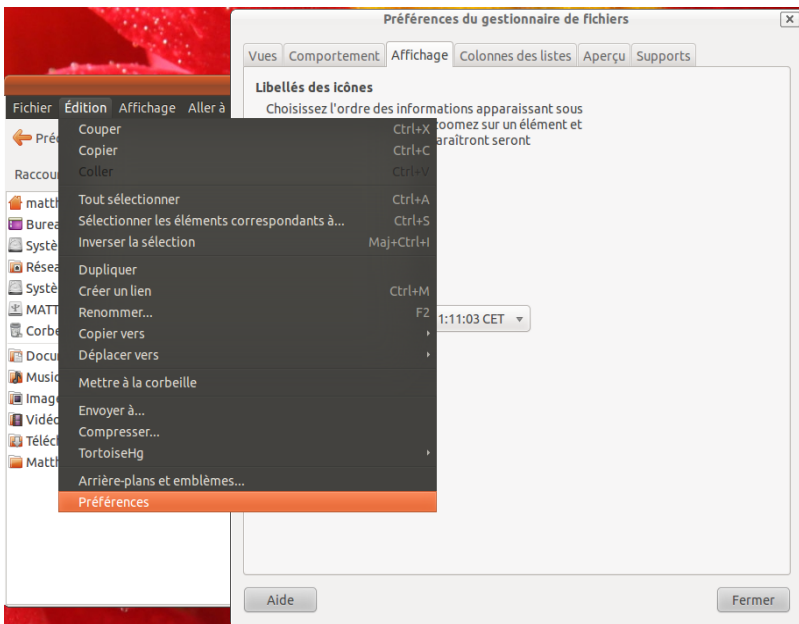 Préférences du gestionnaire de fichiers
Vues Comportement Affichage Colonnes des listes Aperçu Supports
Libellés des icônes
Choisissez l'ordre des informations apparaissant sous
zoomez sur un élément et
araîtront seront
1:11:03 CET
Aide
Fermer
Fichier Édition Affichage Aller à
Pré
Raccou
matth
Burea
Systè
Résea
Systè
MATT
Corbe
Docu
Music
Image
Vidéo
Téléc
Matth
Couper Ctrl+X
Copier Ctrl+C
Coller Ctrl+V
Tout sélectionner Ctrl+A
Sélectionner les éléments correspondants à... Ctrl+S
Inverser la sélection Maj+Ctrl+I
Dupliquer
Créer un lien Ctrl+M
Renommer... F2
Copier vers
Déplacer vers
Mettre à la corbeille
Envoyer à...
Compresser...
TortoiseHg
Arrière-plans et emblèmes...
Préférences